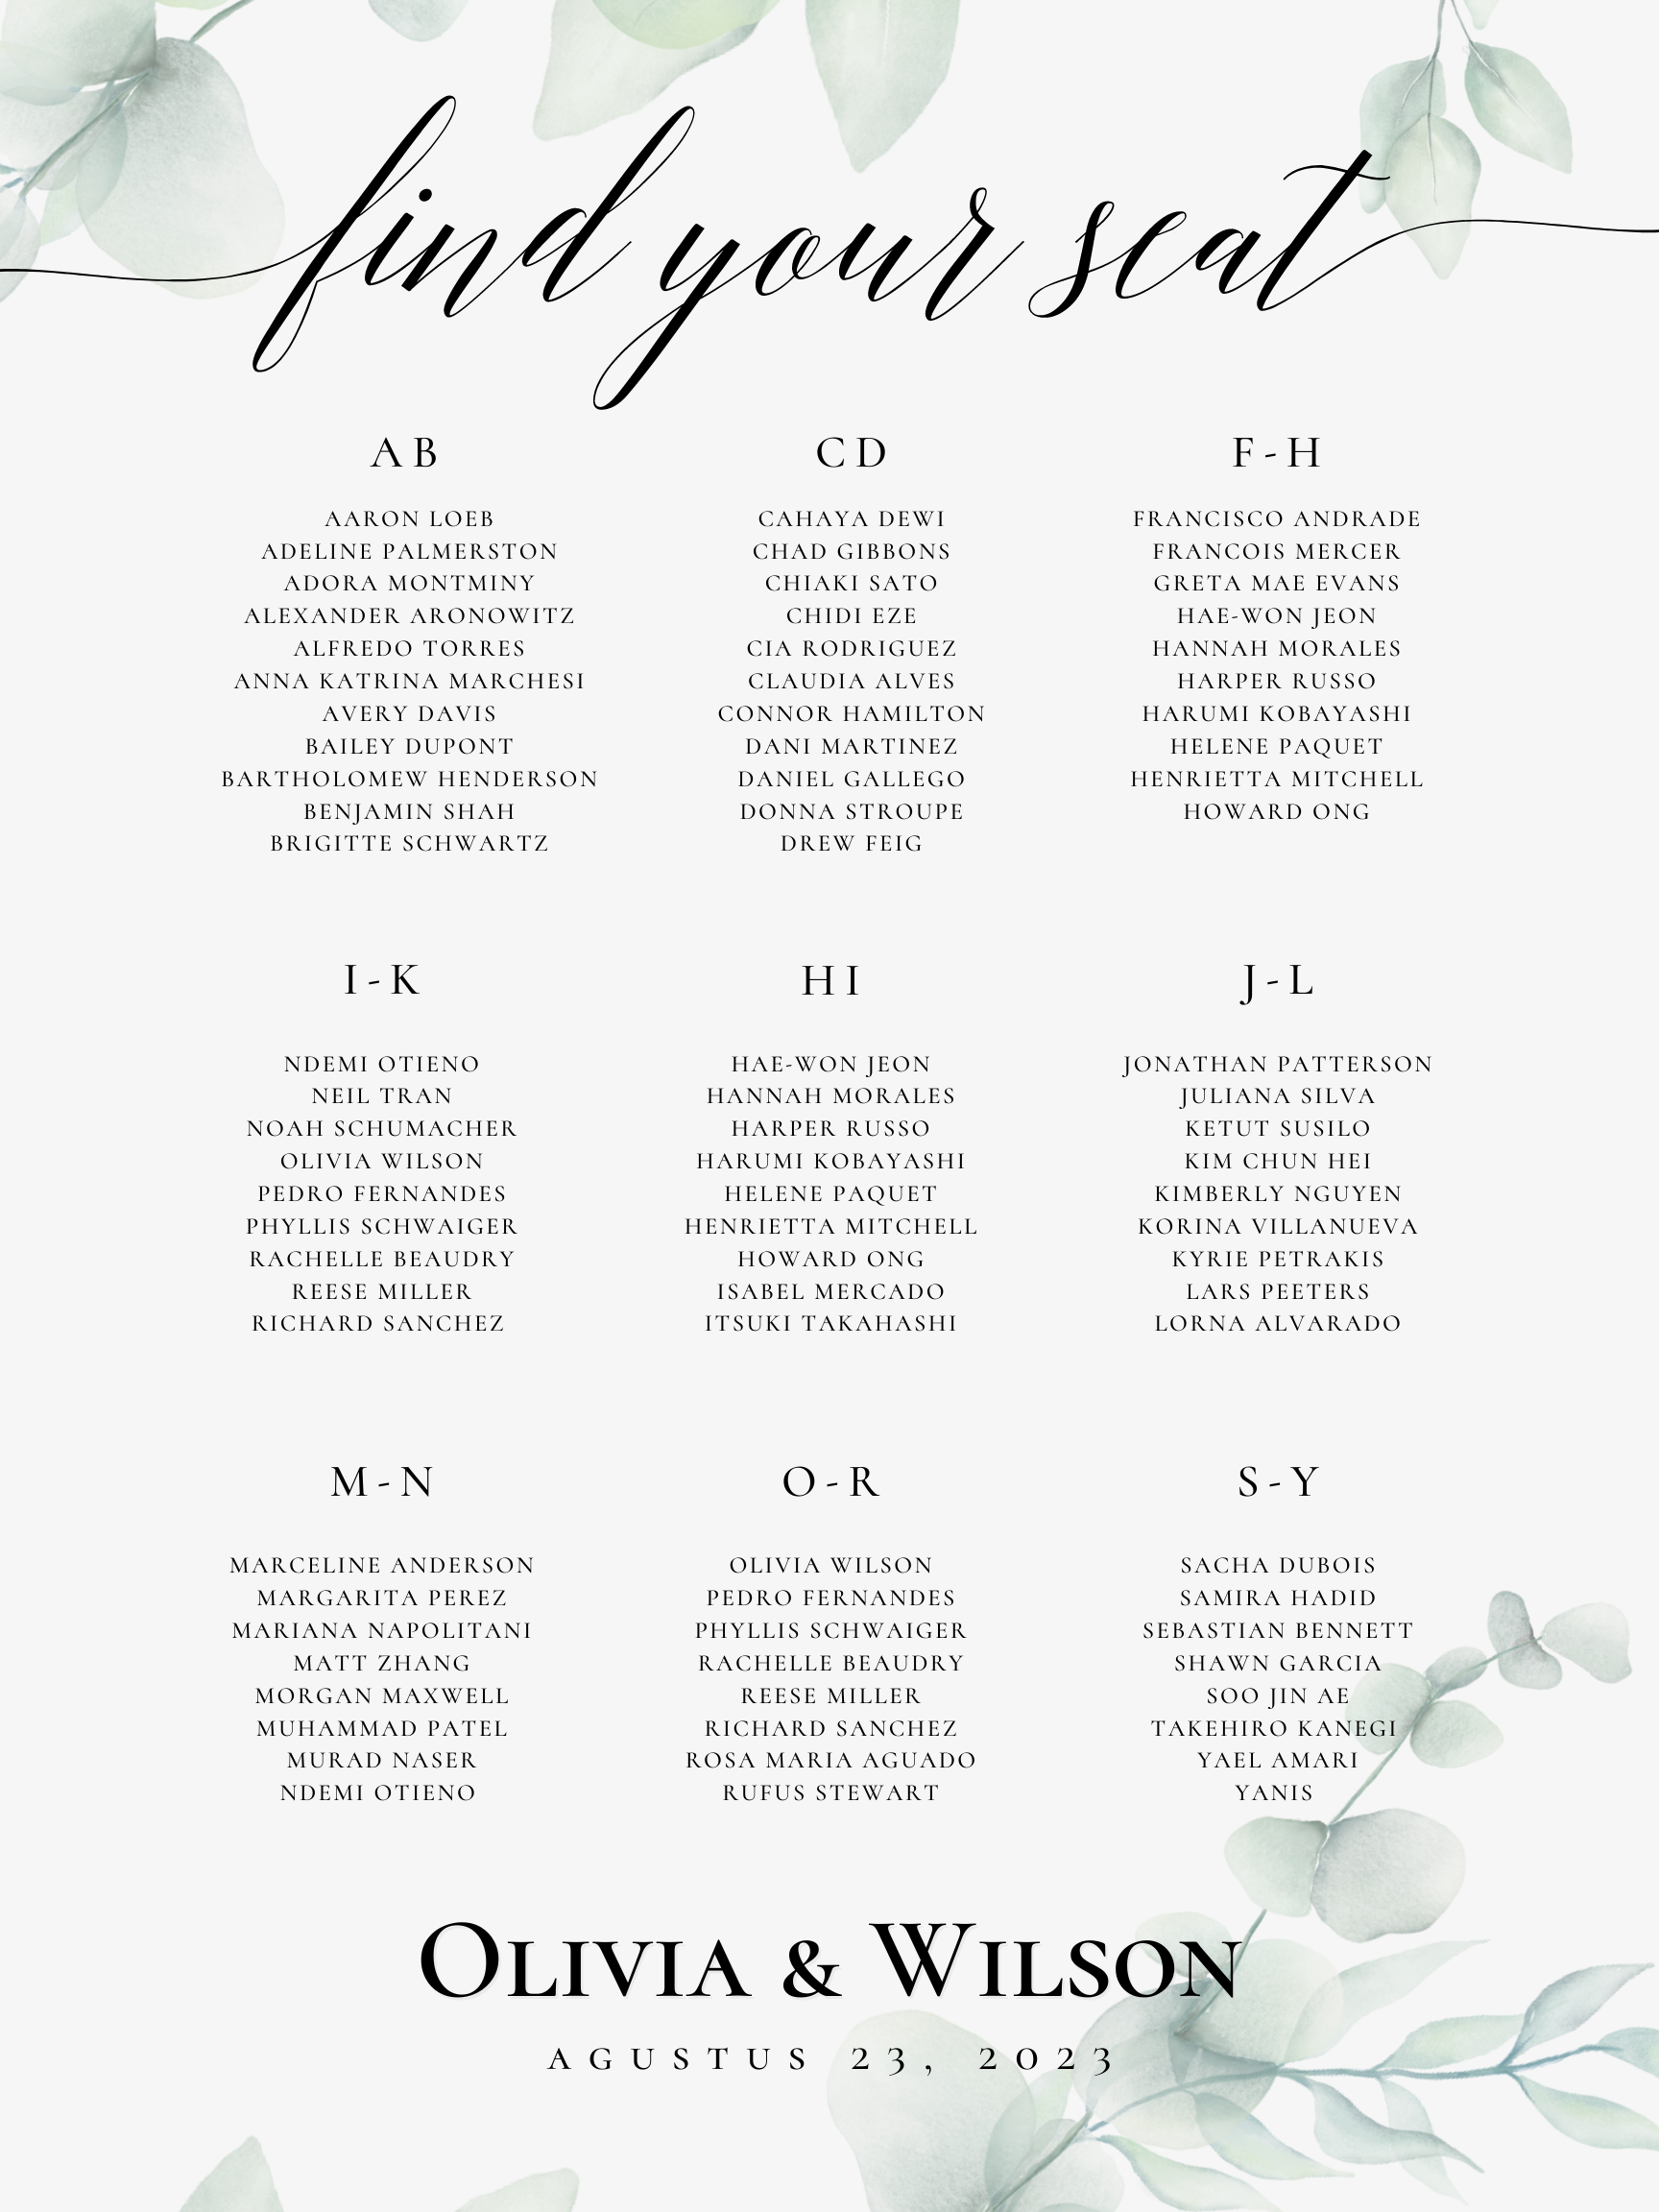 find your seat
AB
AARON LOEB
ADELINE PALMERSTON
ADORA MONTMINY
ALEXANDER ARONOWITZ
ALFREDO TORRES
ANNA KATRINA MARCHESI
AVERY DAVIS
BAILEY DUPONT
BARTHOLOMEW HENDERSON
BENJAMIN SHAH
BRIGITTE SCHWARTZ
CD
CAHAYA DEWI
CHAD GIBBONS
CHIAKI SATO
CHIDI EZE
CIA RODRIGUEZ
CLAUDIA ALVES
CONNOR HAMILTON
DANI MARTINEZ
DANIEL GALLEGO
DONNA STROUPE
DREW FEIG
F-H
FRANCISCO ANDRADE
FRANCOIS MERCER
GRETA MAE EVANS
HAE-WON JEON
HANNAH MORALES
HARPER RUSSO
HARUMI KOBAYASHI
HELENE PAQUET
HENRIETTA MITCHELL
HOWARD ONG
I-K
NDEMI OTIENO
NEIL TRAN
NOAH SCHUMACHER
OLIVIA WILSON
PEDRO FERNANDES
PHYLLIS SCHWAIGER
RACHELLE BEAUDRY
REESE MILLER
RICHARD SANCHEZ
HI
HAE-WON JEON
HANNAH MORALES
HARPER RUSSO
HARUMI KOBAYASHI
HELENE PAQUET
HENRIETTA MITCHELL
HOWARD ONG
ISABEL MERCADO
ITSUKI TAKAHASHI
J-L
JONATHAN PATTERSON
JULIANA SILVA
KETUT SUSILO
KIM CHUN HEI
KIMBERLY NGUYEN
KORINA VILLANUEVA
KYRIE PETRAKIS
LARS PEETERS
LORNA ALVARADO
M-N
MARCELINE ANDERSON
MARGARITA PEREZ
MARIANA NAPOLITANI
MATT ZHANG
MORGAN MAXWELL
MUHAMMAD PATEL
MURAD NASER
NDEMI OTIENO
O-R
OLIVIA WILSON
PEDRO FERNANDES
PHYLLIS SCHWAIGER
RACHELLE BEAUDRY
REESE MILLER
RICHARD SANCHEZ
ROSA MARIA AGUADO
RUFUS STEWART
S-Y
SACHA DUBOIS
SAMIRA HADID
SEBASTIAN BENNETT
SHAWN GARCIA
SOO JIN AE
TAKEHIRO KANEGI
YAEL AMARI
YANIS
OLIVIA & WILSON
AGUSTUS 23, 2023